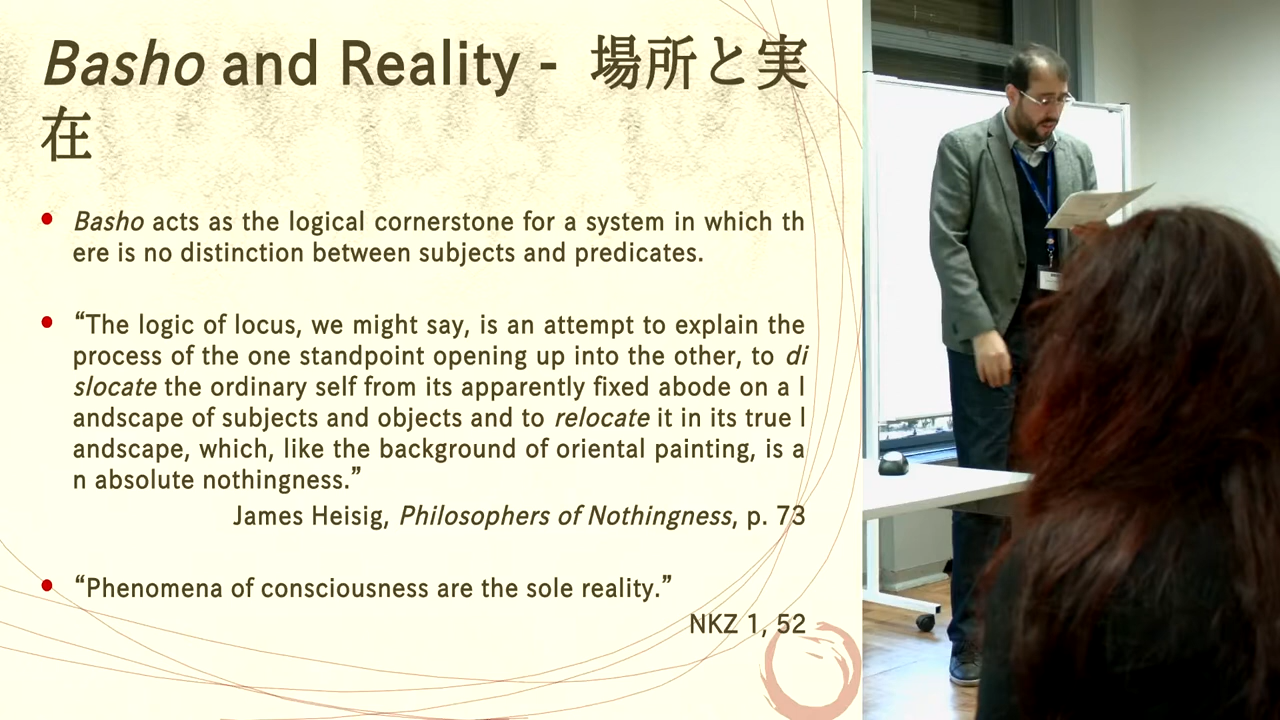 Basho and Reality - 場所と実
在
Basho acts as the logical cornerstone for a system in which th
ere is no distinction between subjects and predicates.
“The logic of locus, we might say, is an attempt to explain the
process of the one standpoint opening up into the other, to di
slocate the ordinary self from its apparently fixed abode on a l
andscape of subjects and objects and to relocate it in its true l
andscape, which, like the background of oriental painting, is a
n absolute nothingness.”
James Heisig, Philosophers of Nothingness, p. 73
“Phenomena of consciousness are the sole reality.”
NKZ 1, 52